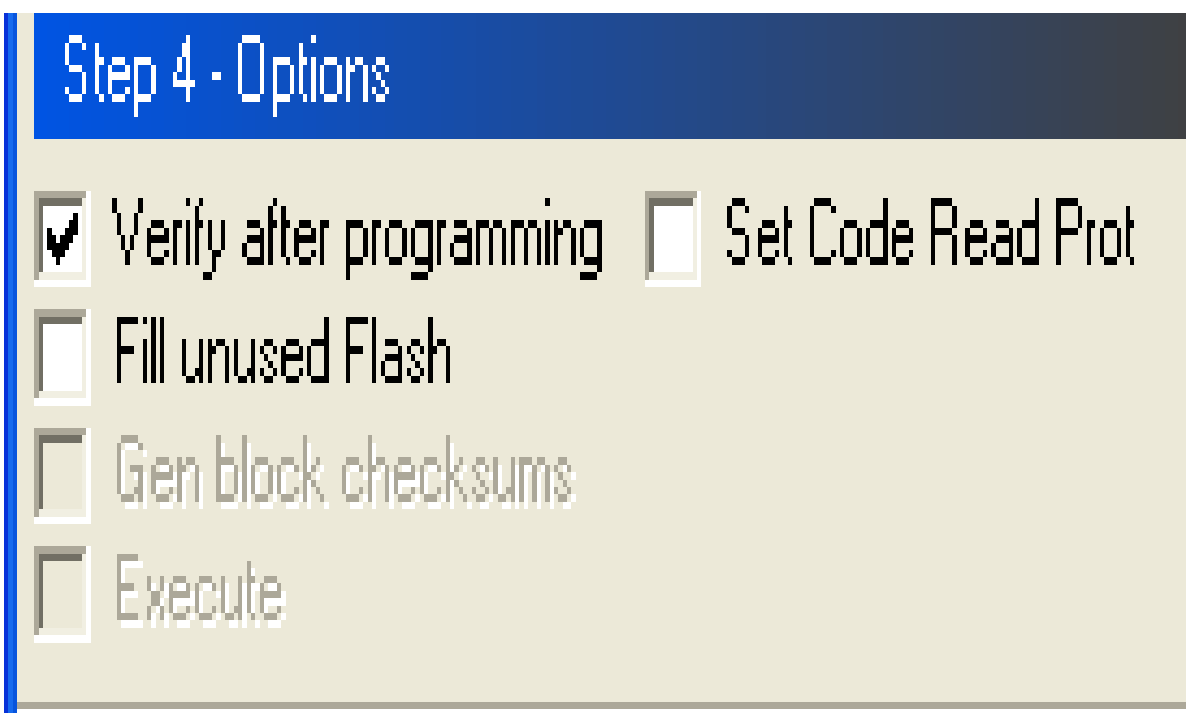 Step 4 - Options
Verify after programming Set Code Read Prot
Fill unused Flash
Gen block checksums
Execute